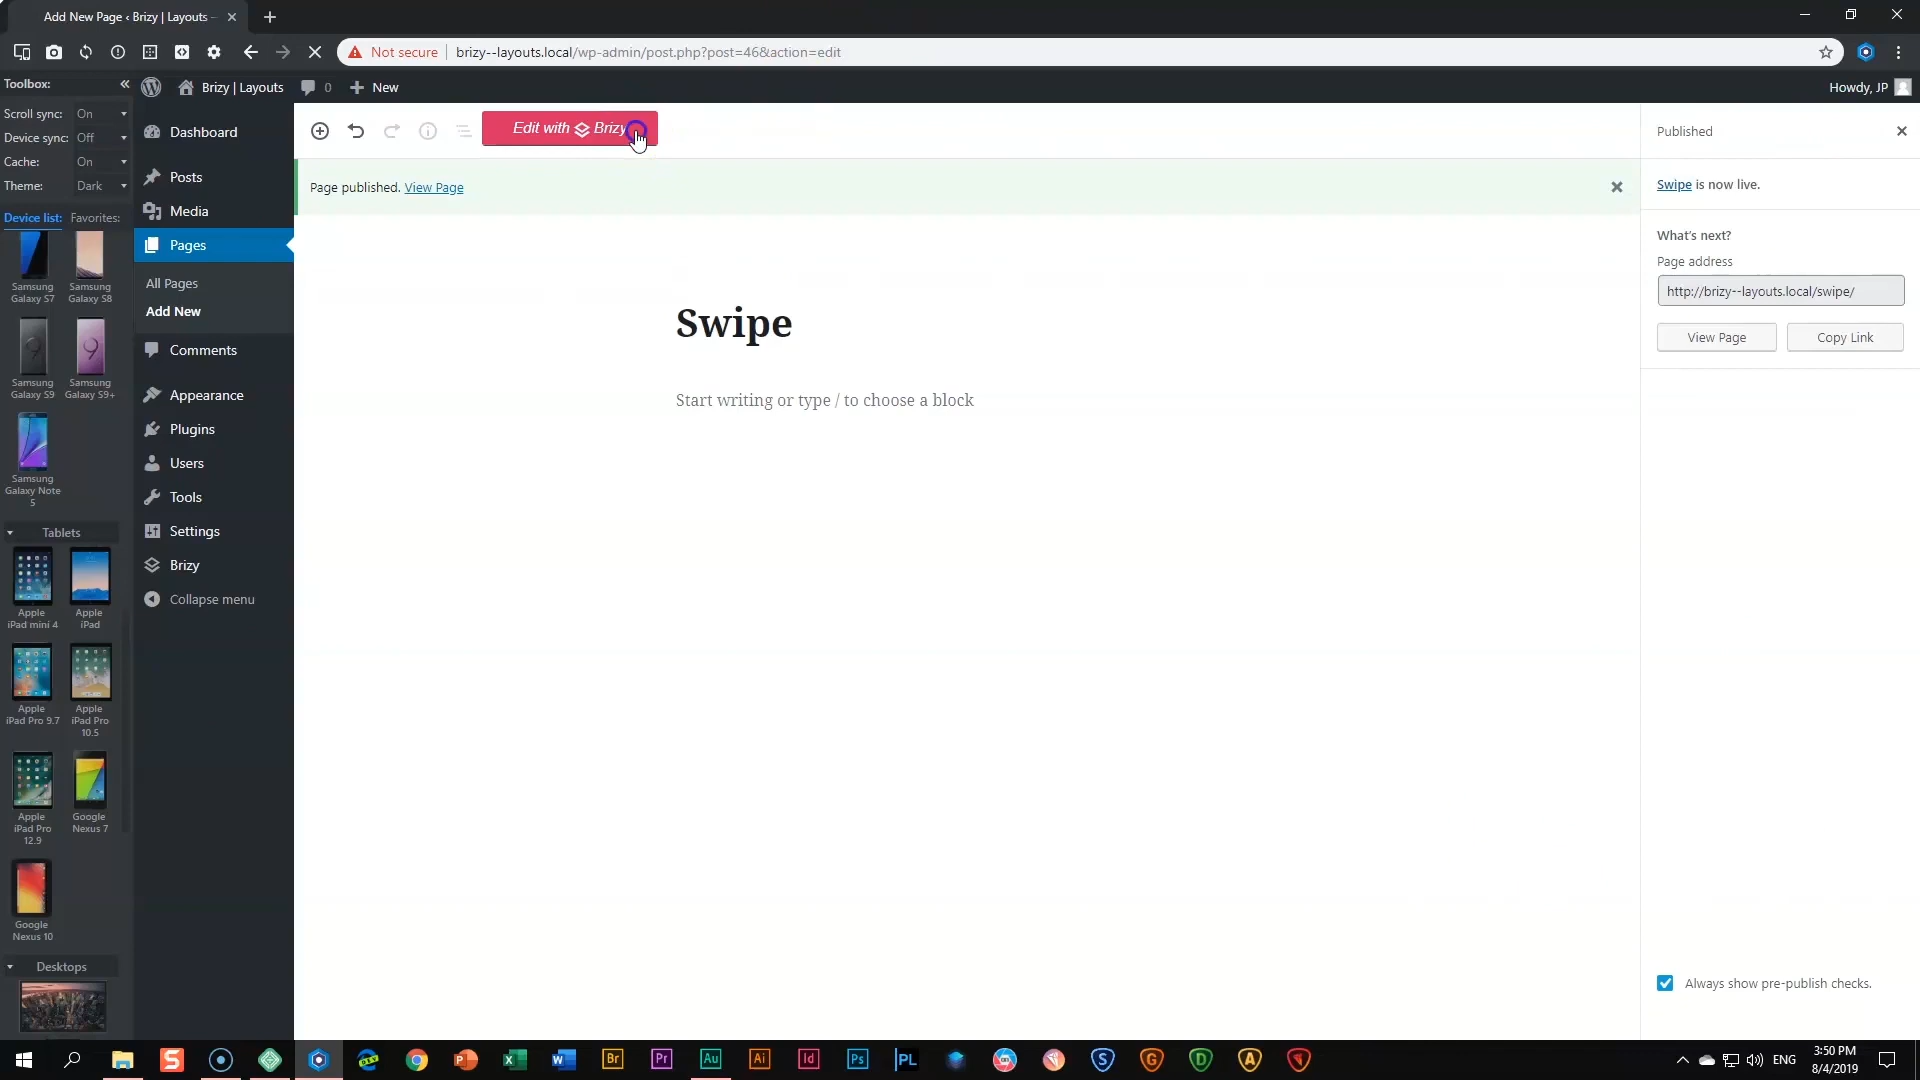 Add New Page ‹ Brizy | Layouts –
Not secure
brizy--layouts.local/wp-admin/post.php?post=46&action=edit
Toolbox:
Brizy | Layouts
0
New
Howdy, JP
Scroll sync: On
Device sync: Off
Cache: On
Theme: Dark
Device list: Favorites:
Samsung Galaxy S7
Samsung Galaxy S8
Samsung Galaxy S9
Samsung Galaxy S9+
Samsung Galaxy Note 5
Tablets
Apple iPad mini 4
Apple iPad
Apple iPad Pro 9.7
Apple iPad Pro 10.5
Apple iPad Pro 12.9
Google Nexus 7
Google Nexus 10
Desktops
Dashboard
Posts
Media
Pages
All Pages
Add New
Comments
Appearance
Plugins
Users
Tools
Settings
Brizy
Collapse menu
Edit with Brizy
Page published. View Page
Swipe
Start writing or type / to choose a block
Published
Swipe is now live.
What's next?
Page address
http://brizy--layouts.local/swipe/
View Page
Copy Link
Always show pre-publish checks.
Br
Pr
Au
Ai
Id
Ps
PL
S
G
D
A
ENG
3:50 PM
8/4/2019